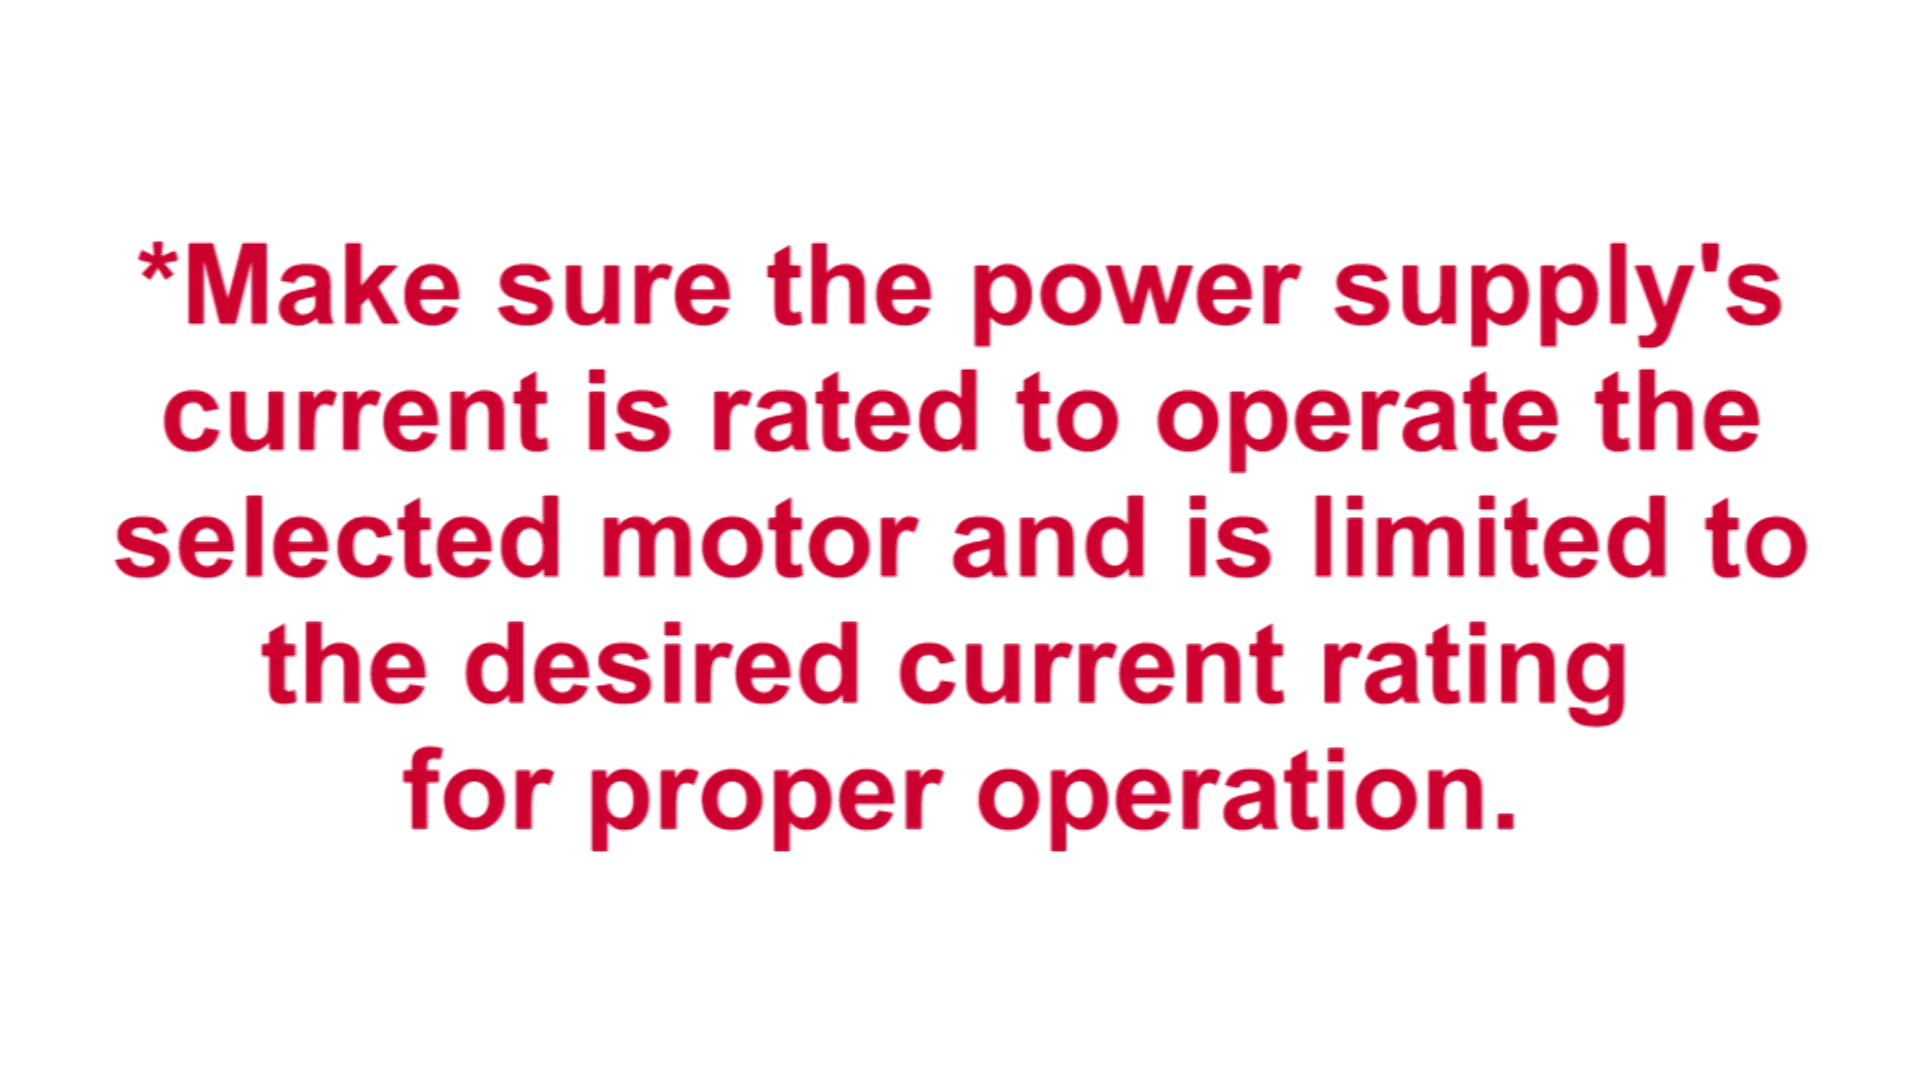 *Make sure the power supply's
current is rated to operate the
selected motor and is limited to
the desired current rating
for proper operation.